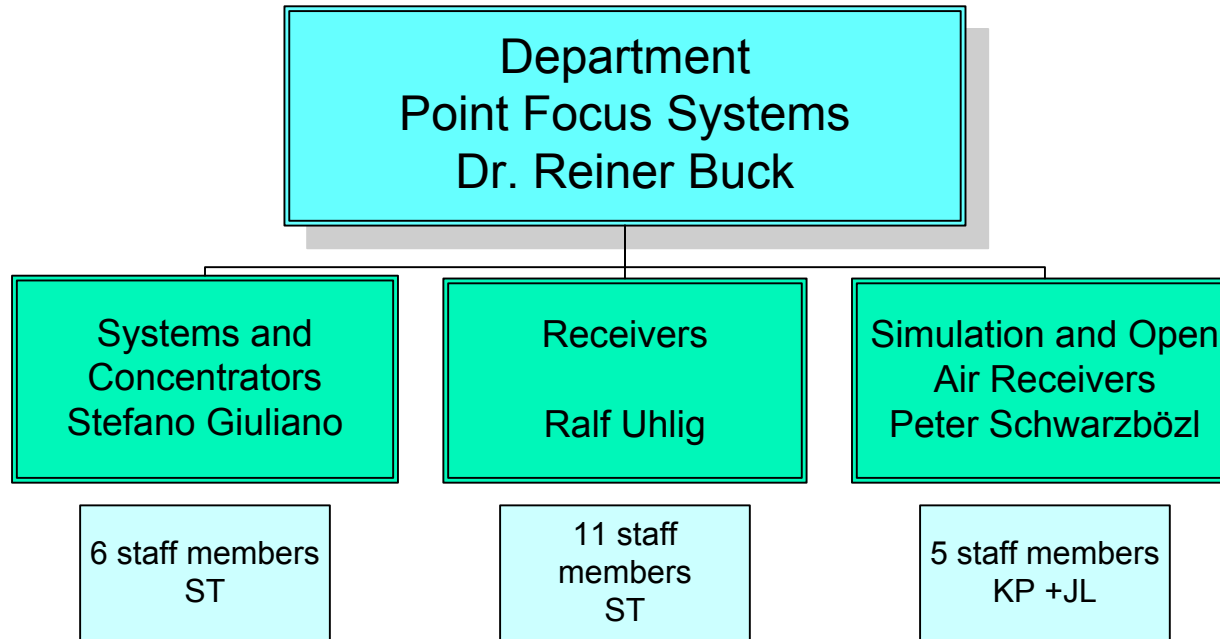 Department
Point Focus Systems
Dr. Reiner Buck
Systems and
Concentrators
Stefano Giuliano
Receivers
Ralf Uhlig
Simulation and Open
Air Receivers
Peter Schwarzbözl
6 staff members
ST
11 staff
members
ST
5 staff members
KP +JL